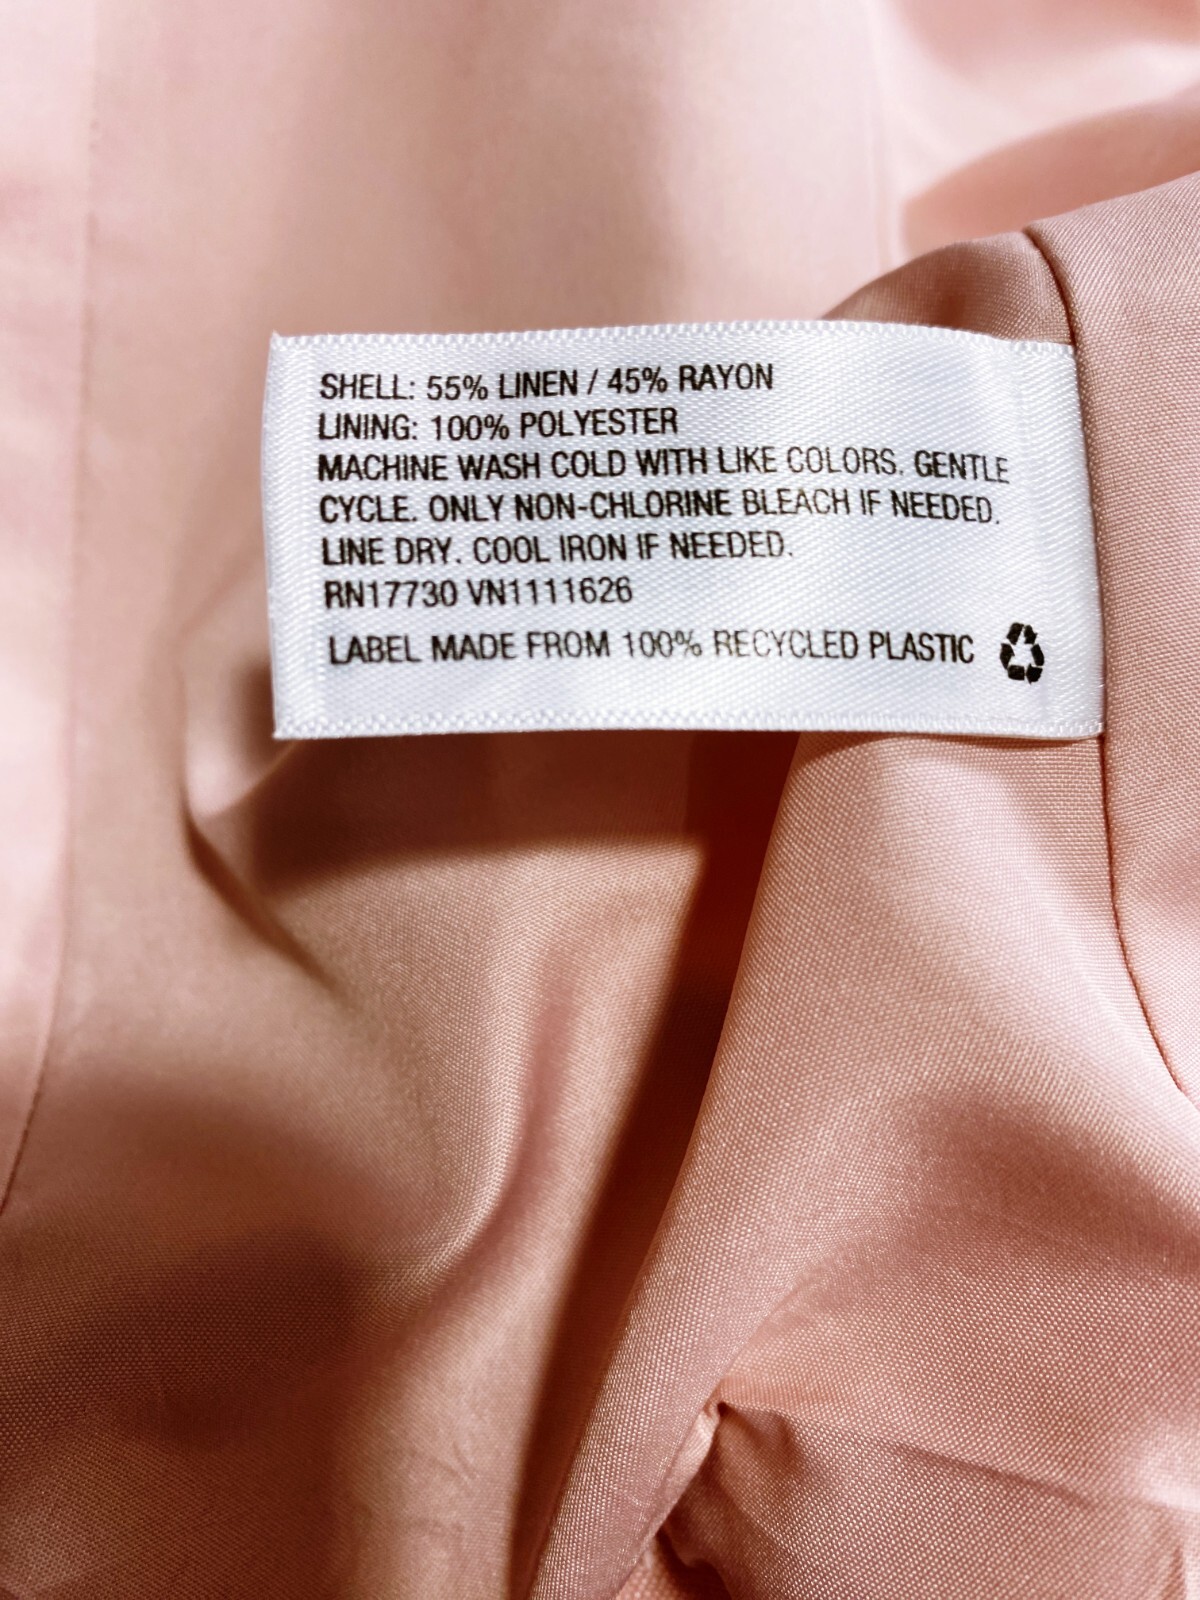 SHELL: 55% LINEN / 45% RAYON
LINING: 100% POLYESTER
MACHINE WASH COLD WITH LIKE COLORS. GENTLE
CYCLE. ONLY NON-CHLORINE BLEACH IF NEEDED.
LINE DRY. COOL IRON IF NEEDED.
RN17730 VN1111626
LABEL MADE FROM 100% RECYCLED PLASTIC